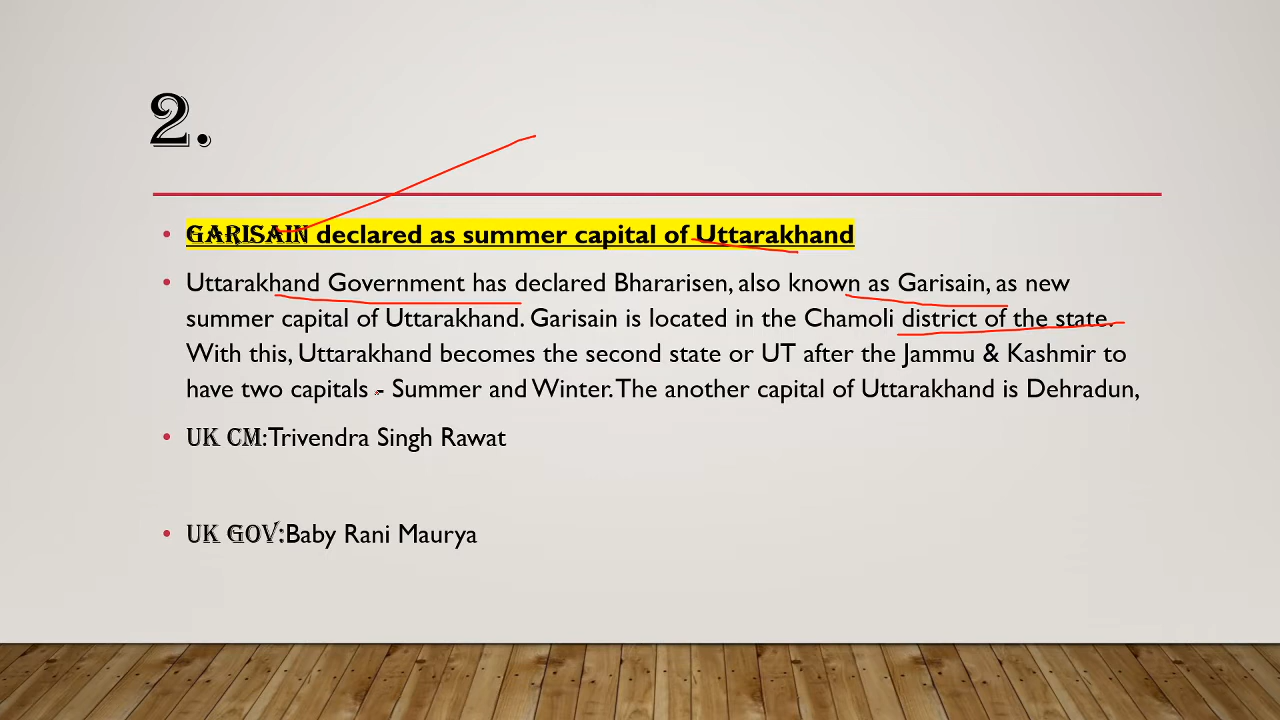 2.
GARISAIN declared as summer capital of Uttarakhand
Uttarakhand Government has declared Bhararisen, also known as Garisain, as new
summer capital of Uttarakhand. Garisain is located in the Chamoli district of the state.
With this, Uttarakhand becomes the second state or UT after the Jammu & Kashmir to
have two capitals - Summer and Winter. The another capital of Uttarakhand is Dehradun,
UK CM:Trivendra Singh Rawat
UK GOV:Baby Rani Maurya